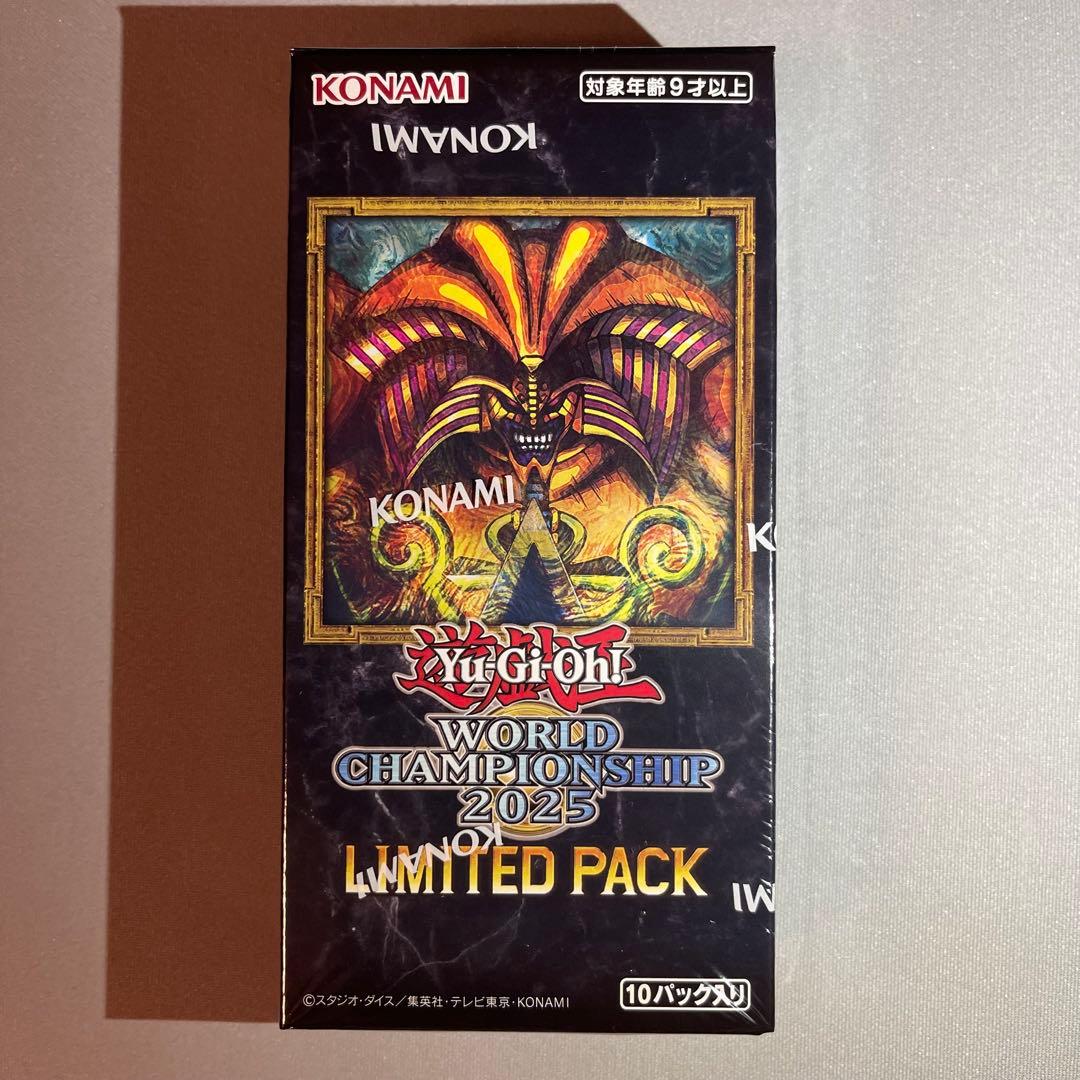 KONAMI
対象年齢9才以上
KONAMI
KONAMI
K
遊戯王
Yu-Gi-Oh!
WORLD
CHAMPIONSHIP
2025
KONAMI
LIMITED PACK
MI
10パック入り
©スタジオ・ダイス/集英社・テレビ東京・KONAMI